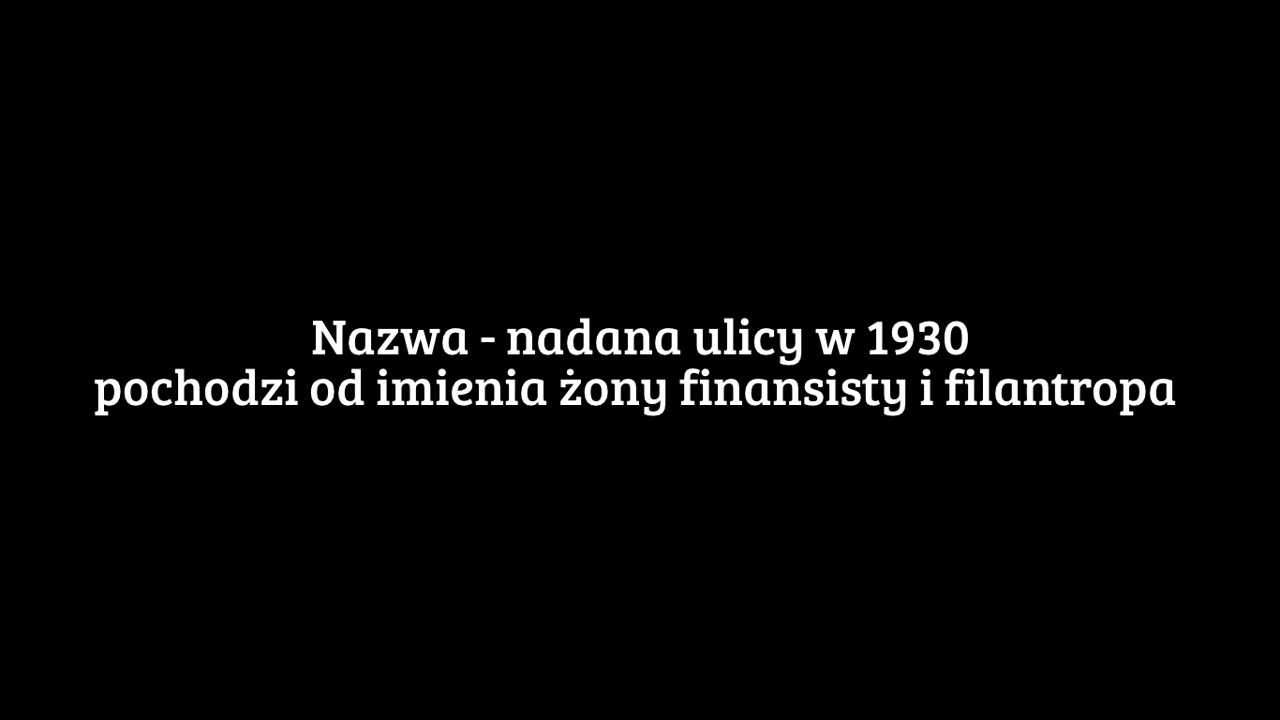 Nazwa - nadana ulicy w 1930
pochodzi od imienia żony finansisty i filantropa